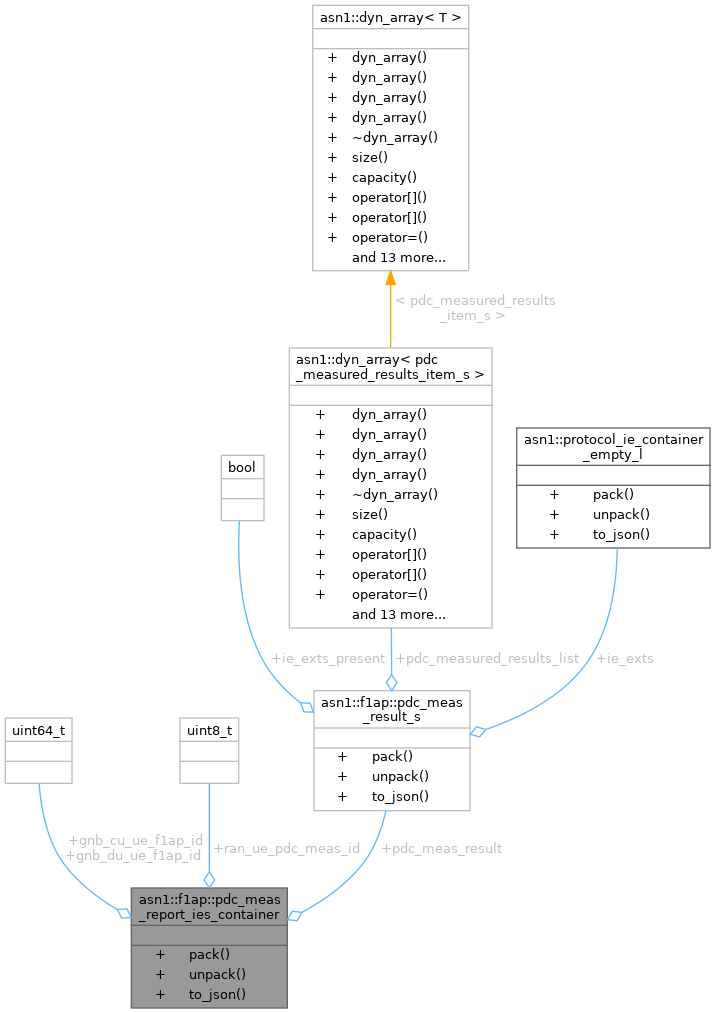 asn1::dyn_array< T >
+ dyn_array()
+ dyn_array()
+ dyn_array()
+ dyn_array()
+ ~dyn_array()
+ size()
+ capacity()
+ operator[]()
+ operator[]()
+ operator=()
and 13 more...
< pdc_measured_results
_item_s >
asn1::dyn_array< pdc
_measured_results_item_s >
+ dyn_array()
+ dyn_array()
+ dyn_array()
+ dyn_array()
+ ~dyn_array()
+ size()
+ capacity()
+ operator[]()
+ operator[]()
+ operator=()
and 13 more...
asn1::protocol_ie_container
_empty_l
+ pack()
+ unpack()
+ to_json()
bool
+ie_exts_present
+pdc_measured_results_list
+ie_exts
asn1::f1ap::pdc_meas
_result_s
+ pack()
+ unpack()
+ to_json()
uint64_t
uint8_t
+gnb_cu_ue_f1ap_id
+gnb_du_ue_f1ap_id
+ran_ue_pdc_meas_id
+pdc_meas_result
asn1::f1ap::pdc_meas
_report_ies_container
+ pack()
+ unpack()
+ to_json()